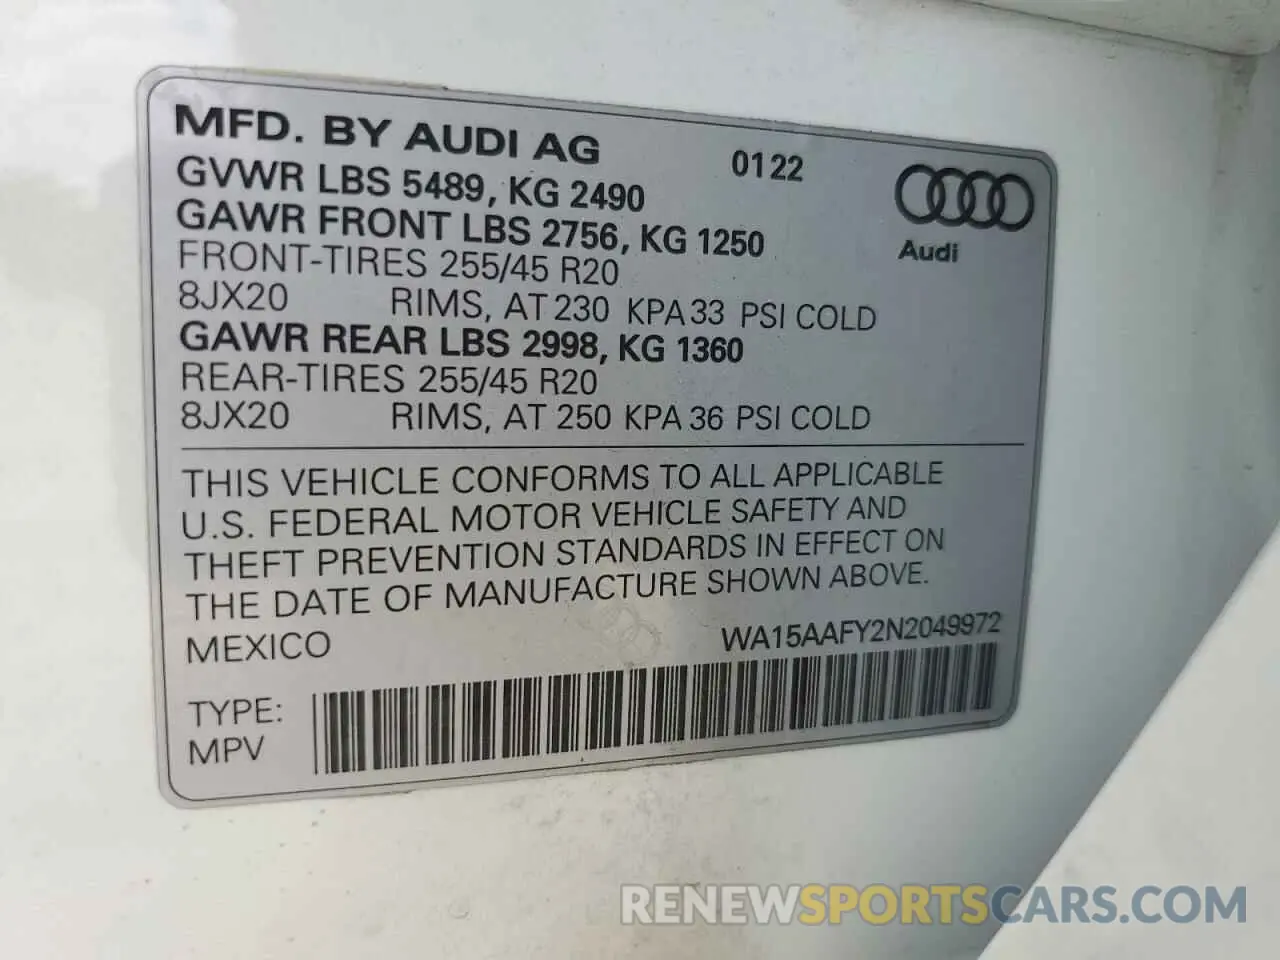 MFD. BY AUDI AG 0122
GVWR LBS 5489, KG 2490
GAWR FRONT LBS 2756, KG 1250
Audi
FRONT-TIRES 255/45 R20
8JX20 RIMS, AT 230 KPA 33 PSI COLD
GAWR REAR LBS 2998, KG 1360
REAR-TIRES 255/45 R20
8JX20 RIMS, AT 250 KPA 36 PSI COLD
THIS VEHICLE CONFORMS TO ALL APPLICABLE
U.S. FEDERAL MOTOR VEHICLE SAFETY AND
THEFT PREVENTION STANDARDS IN EFFECT ON
THE DATE OF MANUFACTURE SHOWN ABOVE.
MEXICO WA15AAFY2N2049972
TYPE:
MPV
RENEWSPORTSCARS.COM